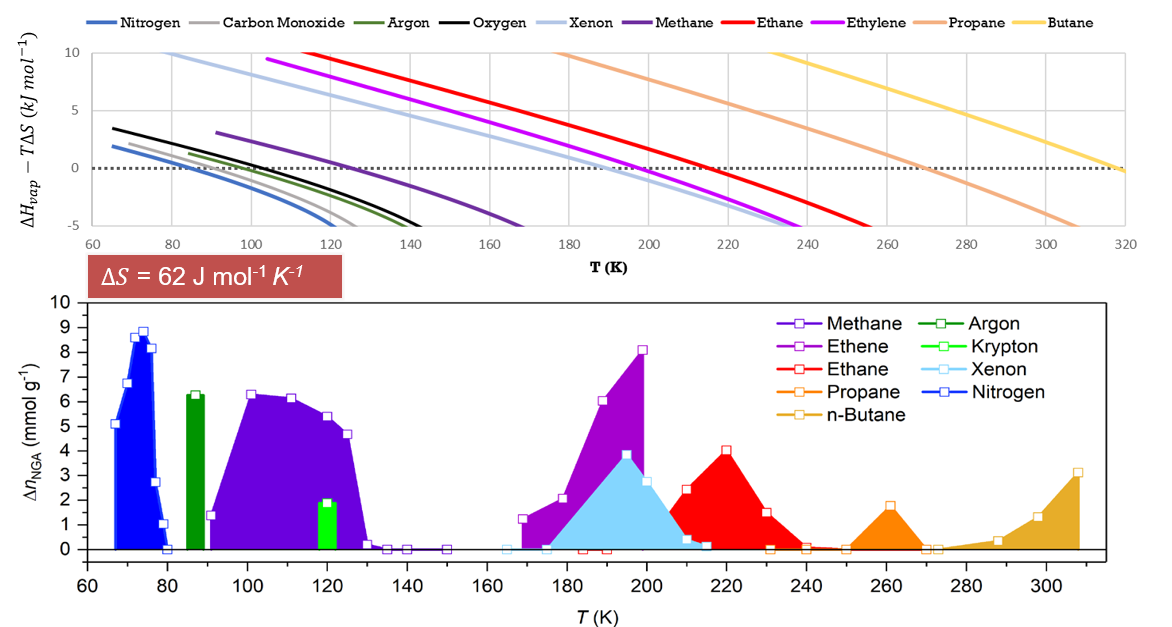 Nitrogen Carbon Monoxide Argon Oxygen Xenon Methane Ethane Ethylene Propane Butane
ΔHvap − TΔS (kJ mol⁻¹)
10
5
0
-5
60 80 100 120 140 160 180 200 220 240 260 280 300 320
T (K)
ΔS = 62 J mol⁻¹ K⁻¹
ΔnNGA (mmol g⁻¹)
10
9
8
7
6
5
4
3
2
1
0
Methane Argon
Ethene Krypton
Ethane Xenon
Propane Nitrogen
n-Butane
60 80 100 120 140 160 180 200 220 240 260 280 300
T (K)